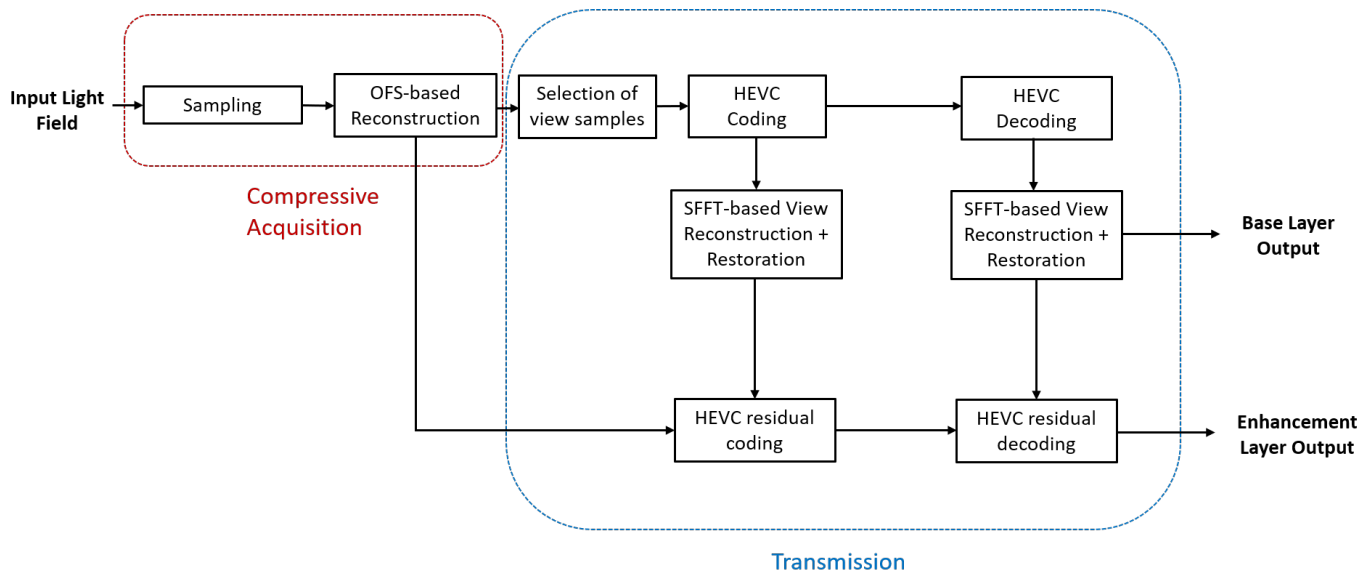 Input Light
Field
Sampling
OFS-based
Reconstruction
Selection of
view samples
HEVC
Coding
HEVC
Decoding
Compressive
Acquisition
SFFT-based View
Reconstruction +
Restoration
SFFT-based View
Reconstruction +
Restoration
Base Layer
Output
HEVC residual
coding
HEVC residual
decoding
Enhancement
Layer Output
Transmission